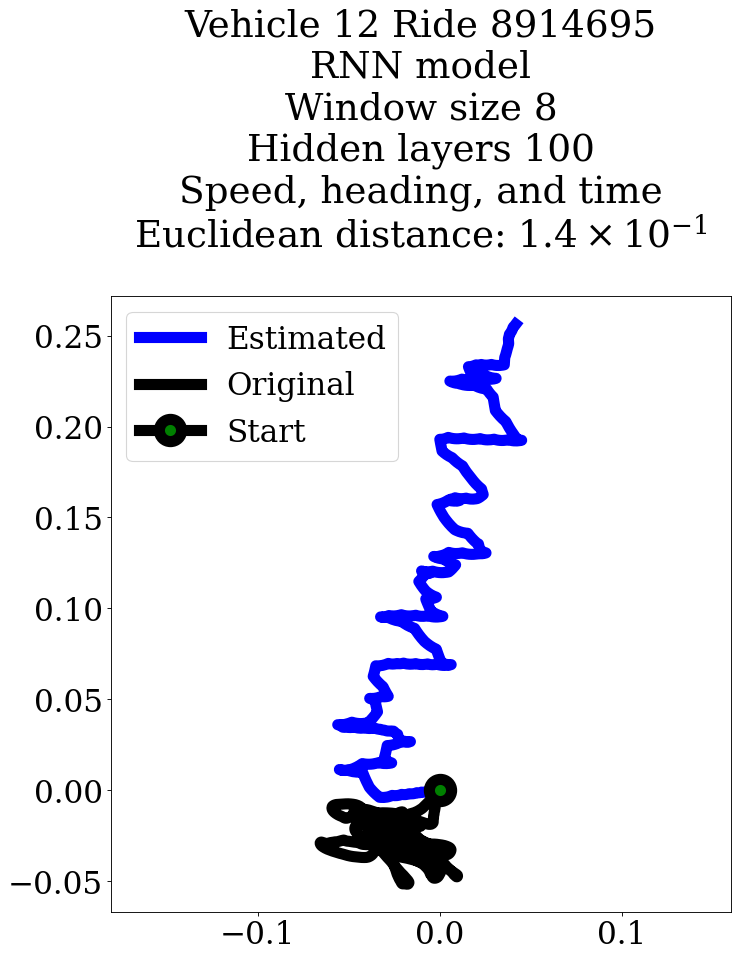 Vehicle 12 Ride 8914695
RNN model
Window size 8
Hidden layers 100
Speed, heading, and time
Euclidean distance: 1.4 × 10⁻¹
Estimated
Original
Start
0.25
0.20
0.15
0.10
0.05
0.00
−0.05
−0.1
0.0
0.1